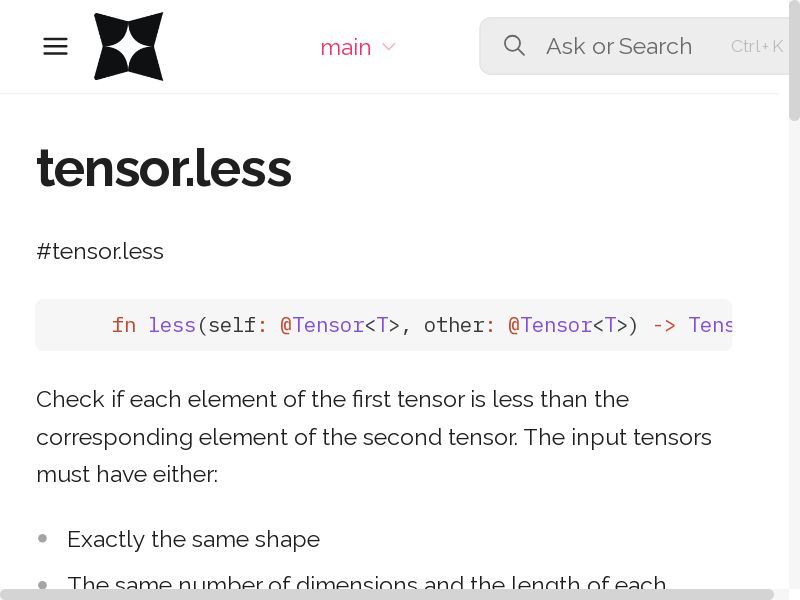 main
Ask or Search
Ctrl+K
tensor.less
#tensor.less
fn less(self: @Tensor<T>, other: @Tensor<T>) -> Tens
Check if each element of the first tensor is less than the
corresponding element of the second tensor. The input tensors
must have either:
Exactly the same shape
The same number of dimensions and the length of each